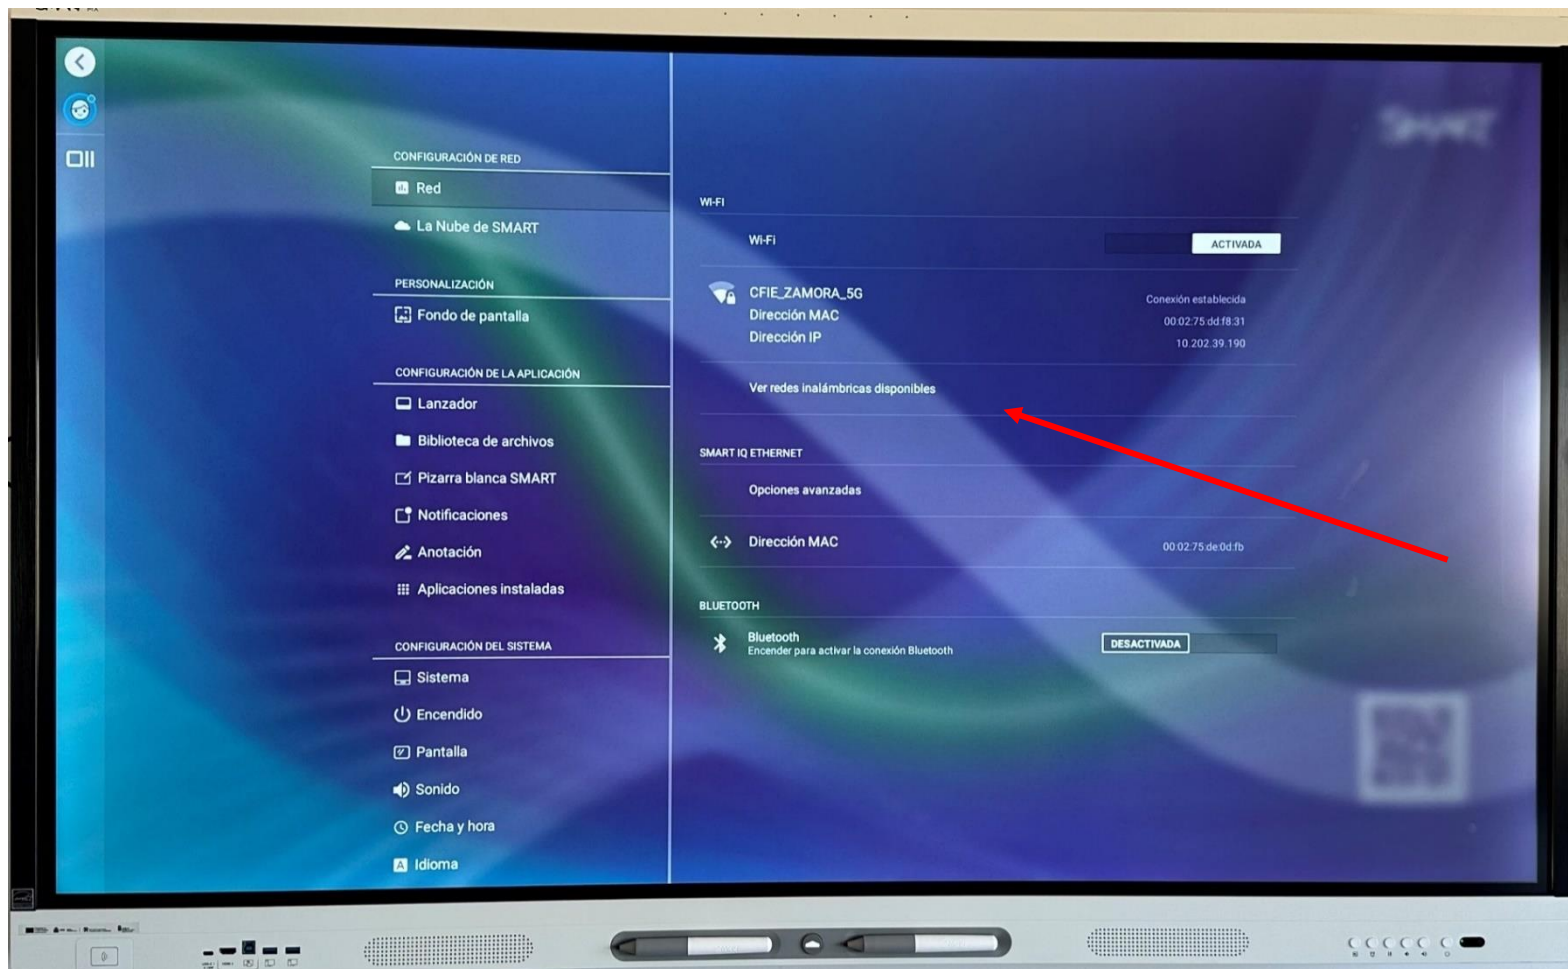 SMART
CONFIGURACIÓN DE RED
Red
La Nube de SMART
PERSONALIZACIÓN
Fondo de pantalla
CONFIGURACIÓN DE LA APLICACIÓN
Lanzador
Biblioteca de archivos
Pizarra blanca SMART
Notificaciones
Anotación
Aplicaciones instaladas
CONFIGURACIÓN DEL SISTEMA
Sistema
Encendido
Pantalla
Sonido
Fecha y hora
Idioma
WI-FI
Wi-Fi ACTIVADA
CFIE_ZAMORA_5G Conexión establecida
Dirección MAC 00:02:75:dd:f8:31
Dirección IP 10.202.39.190
Ver redes inalámbricas disponibles
SMART IQ ETHERNET
Opciones avanzadas
Dirección MAC 00:02:75:de:0d:fb
BLUETOOTH
Bluetooth DESACTIVADA
Encender para activar la conexión Bluetooth